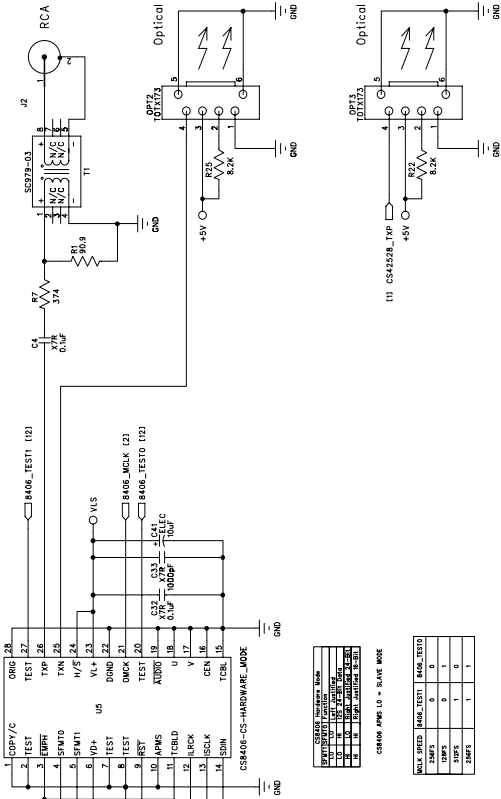 RCA
J2
SC979-03
T1
N/C
N/C
N/C
N/C
1
2
3
4
8
7
6
5
1
2
GND
R1
90.9
R7
374
C4
X7R
0.1uF
Optical
OPT2
TOTX173
5
6
4
3
2
1
GND
GND
R25
8.2K
+5V
Optical
OPT3
TOTX173
5
6
4
3
2
1
GND
GND
R22
8.2K
+5V
[1] CS42528_TXP
8406_TEST1 [12]
8406_MCLK [2]
8406_TEST0 [12]
VLS
C41
ELEC
10uF
C33
X7R
1000pF
C32
X7R
0.1uF
GND
GND
U5
CS8406-CS-HARDWARE_MODE
1 COPY/C
2 TEST
3 EMPH
4 SFMT0
5 SFMT1
6 VD+
7 TEST
8 TEST
9 RST
10 APMS
11 TCBLD
12 ILRCK
13 ISCLK
14 SDIN
28 ORIG
27 TEST
26 TXP
25 TXN
24 H/S
23 VL+
22 DGND
21 OMCK
20 TEST
19 AUDIO
18 U
17 V
16 CEN
15 TCBL
CS8406 Hardware Mode
SFMT1 SFMT0 Function
LO LO Left Justified
LO HI I2S 24-Bit Data
HI LO Right Justified 24-Bit
HI HI Right Justified 16-Bit
CS8406 APMS LO = SLAVE MODE
MCLK SPEED 8406_TEST1 8406_TEST0
256FS 0 0
128FS 0 1
512FS 1 0
256FS 1 1